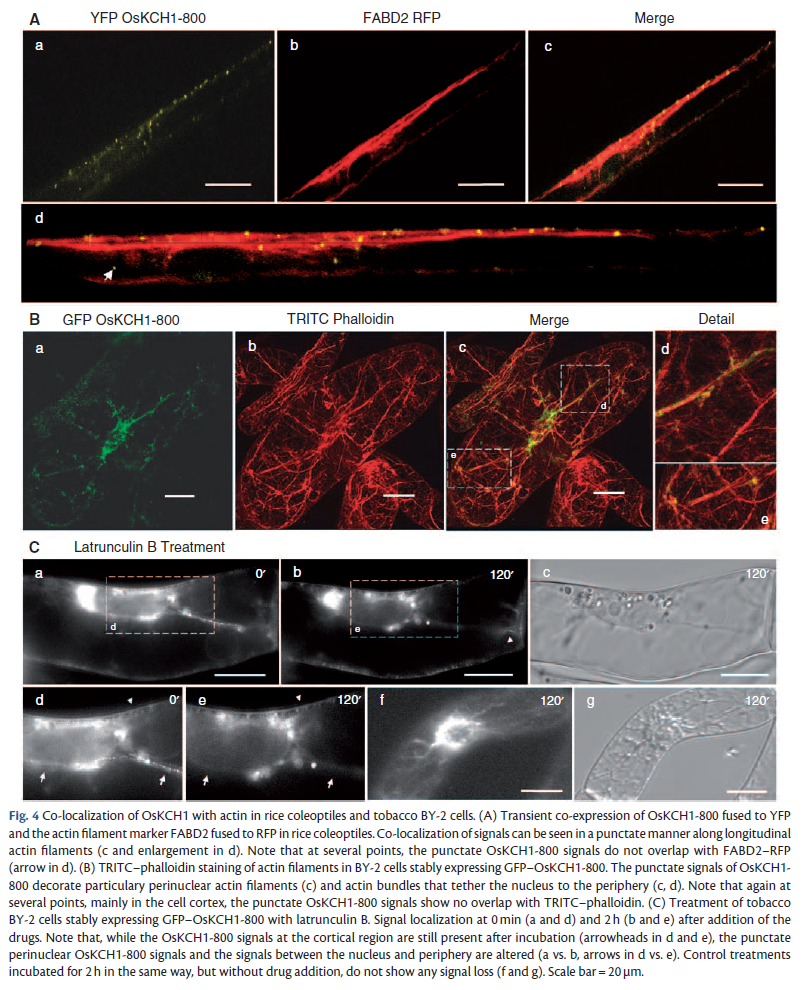 A YFP OsKCH1-800 FABD2 RFP Merge
a b c
d
B GFP OsKCH1-800 TRITC Phalloidin Merge Detail
a b c d
d
e
e
C Latrunculin B Treatment
a 0′ b 120′ c 120′
d e
d 0′ e 120′ f 120′ g 120′
Fig. 4 Co-localization of OsKCH1 with actin in rice coleoptiles and tobacco BY-2 cells. (A) Transient co-expression of OsKCH1-800 fused to YFP
and the actin filament marker FABD2 fused to RFP in rice coleoptiles. Co-localization of signals can be seen in a punctate manner along longitudinal
actin filaments (c and enlargement in d). Note that at several points, the punctate OsKCH1-800 signals do not overlap with FABD2–RFP
(arrow in d). (B) TRITC–phalloidin staining of actin filaments in BY-2 cells stably expressing GFP–OsKCH1-800. The punctate signals of OsKCH1-
800 decorate particulary perinuclear actin filaments (c) and actin bundles that tether the nucleus to the periphery (c, d). Note that again at
several points, mainly in the cell cortex, the punctate OsKCH1-800 signals show no overlap with TRITC–phalloidin. (C) Treatment of tobacco
BY-2 cells stably expressing GFP–OsKCH1-800 with latrunculin B. Signal localization at 0 min (a and d) and 2 h (b and e) after addition of the
drugs. Note that, while the OsKCH1-800 signals at the cortical region are still present after incubation (arrowheads in d and e), the punctate
perinuclear OsKCH1-800 signals and the signals between the nucleus and periphery are altered (a vs. b, arrows in d vs. e). Control treatments
incubated for 2 h in the same way, but without drug addition, do not show any signal loss (f and g). Scale bar = 20 µm.